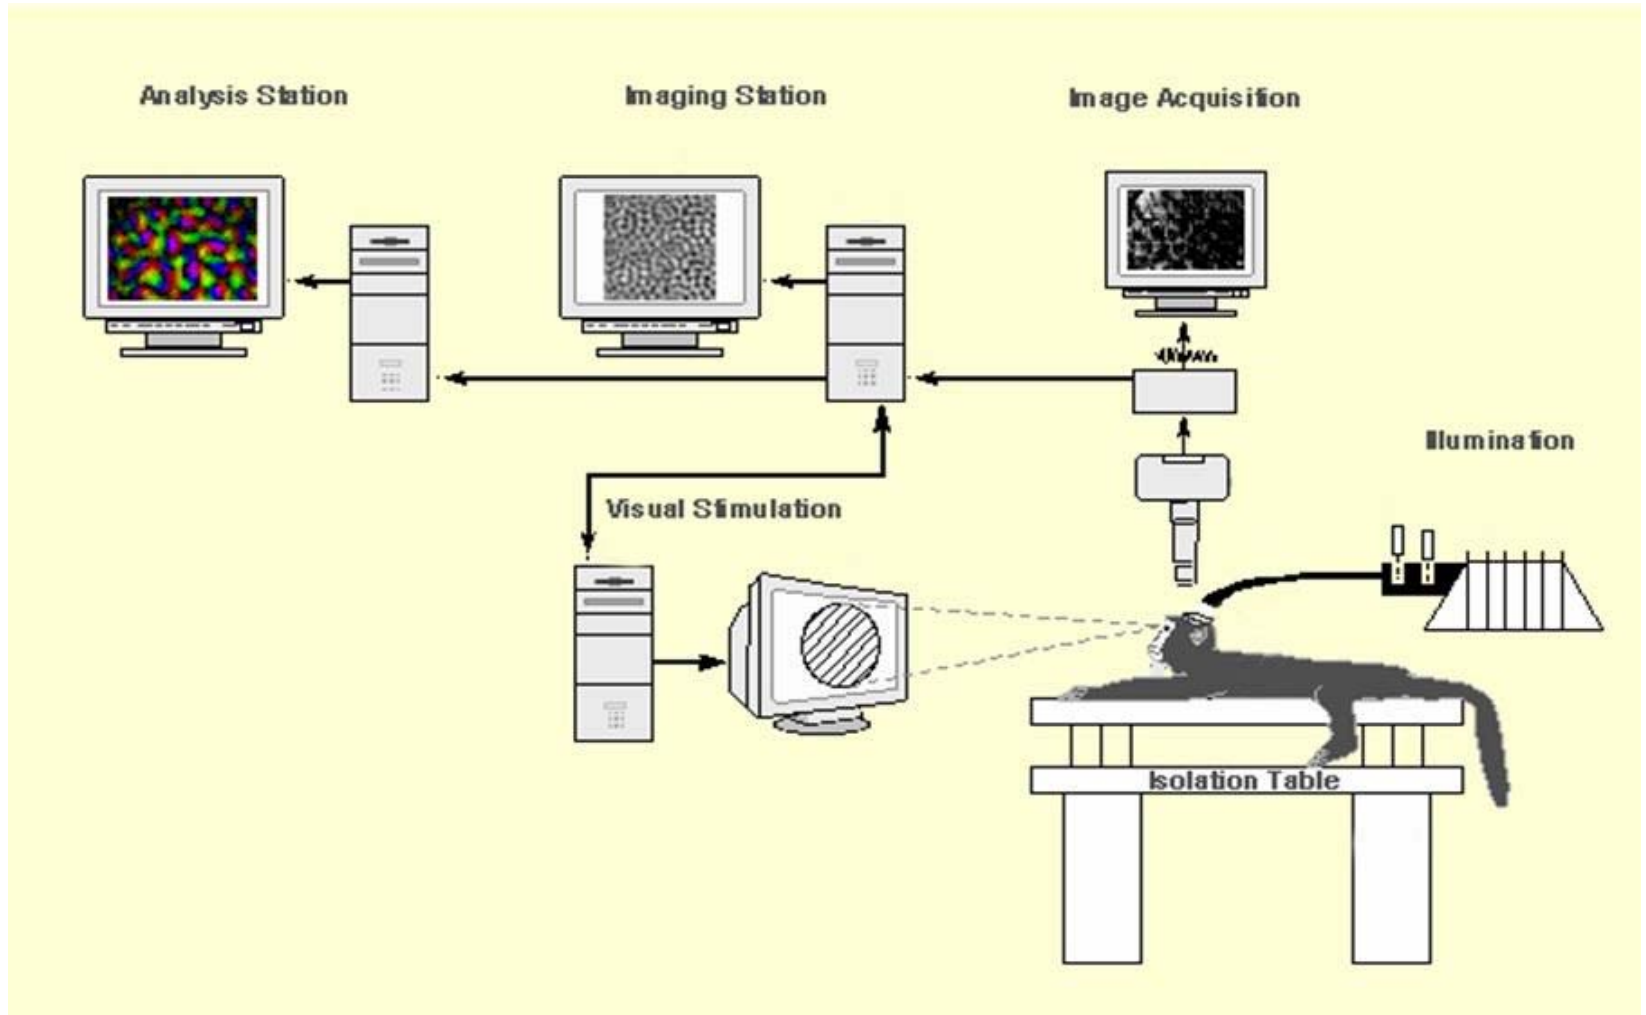 Analysis Station
Imaging Station
Image Acquisition
Illumination
Visual Stimulation
Isolation Table